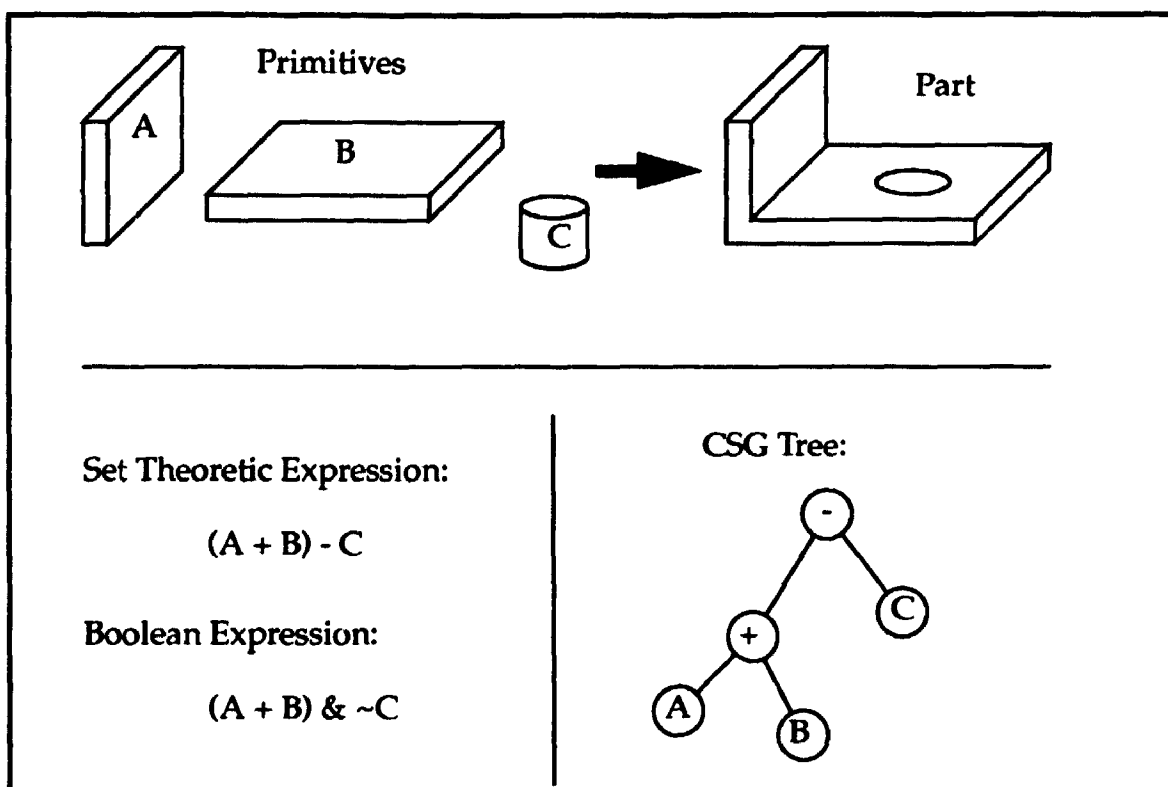 Primitives
Part
A
B
C
Set Theoretic Expression:
(A + B) - C
Boolean Expression:
(A + B) & ~C
CSG Tree:
-
C
+
A
B